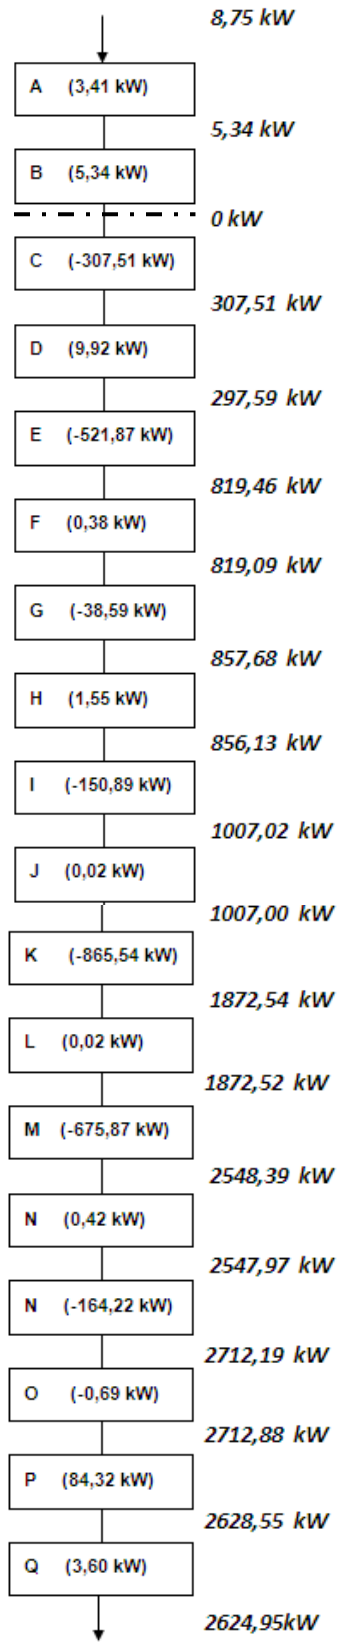 8,75 kW
A (3,41 kW)
5,34 kW
B (5,34 kW)
0 kW
C (-307,51 kW)
307,51 kW
D (9,92 kW)
297,59 kW
E (-521,87 kW)
819,46 kW
F (0,38 kW)
819,09 kW
G (-38,59 kW)
857,68 kW
H (1,55 kW)
856,13 kW
I (-150,89 kW)
1007,02 kW
J (0,02 kW)
1007,00 kW
K (-865,54 kW)
1872,54 kW
L (0,02 kW)
1872,52 kW
M (-675,87 kW)
2548,39 kW
N (0,42 kW)
2547,97 kW
N (-164,22 kW)
2712,19 kW
O (-0,69 kW)
2712,88 kW
P (84,32 kW)
2628,55 kW
Q (3,60 kW)
2624,95kW